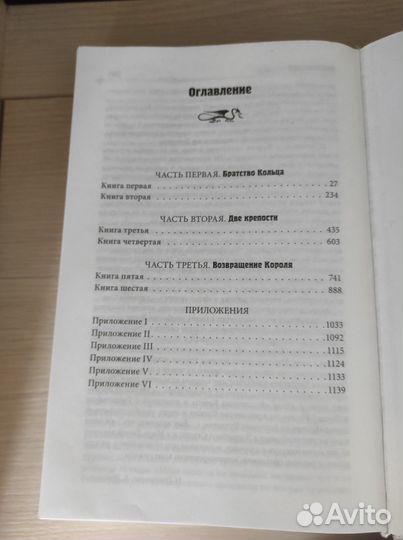 Оглавление
ЧАСТЬ ПЕРВАЯ. Братство Кольца
Книга первая . . . . . . . . . . . . . . . . . . . . . . . . . . . . . . 27
Книга вторая . . . . . . . . . . . . . . . . . . . . . . . . . . . . . 234
ЧАСТЬ ВТОРАЯ. Две крепости
Книга третья . . . . . . . . . . . . . . . . . . . . . . . . . . . . . 435
Книга четвертая . . . . . . . . . . . . . . . . . . . . . . . . . . 603
ЧАСТЬ ТРЕТЬЯ. Возвращение Короля
Книга пятая . . . . . . . . . . . . . . . . . . . . . . . . . . . . . . 741
Книга шестая . . . . . . . . . . . . . . . . . . . . . . . . . . . . . 888
ПРИЛОЖЕНИЯ
Приложение I . . . . . . . . . . . . . . . . . . . . . . . . . . . . 1033
Приложение II . . . . . . . . . . . . . . . . . . . . . . . . . . . 1092
Приложение III . . . . . . . . . . . . . . . . . . . . . . . . . . 1115
Приложение IV . . . . . . . . . . . . . . . . . . . . . . . . . . 1124
Приложение V . . . . . . . . . . . . . . . . . . . . . . . . . . . 1133
Приложение VI . . . . . . . . . . . . . . . . . . . . . . . . . . 1139
Avito